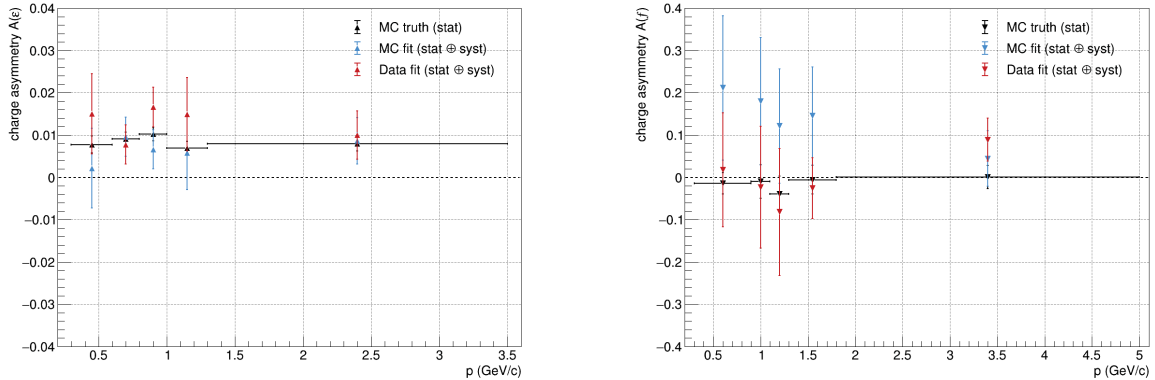 charge asymmetry A(ε)
0.04
0.03
0.02
0.01
0
−0.01
−0.02
−0.03
−0.04
MC truth (stat)
MC fit (stat ⊕ syst)
Data fit (stat ⊕ syst)
0.5 1 1.5 2 2.5 3 3.5
p (GeV/c)
charge asymmetry A(f)
0.4
0.3
0.2
0.1
0
−0.1
−0.2
−0.3
−0.4
MC truth (stat)
MC fit (stat ⊕ syst)
Data fit (stat ⊕ syst)
0.5 1 1.5 2 2.5 3 3.5 4 4.5 5
p (GeV/c)